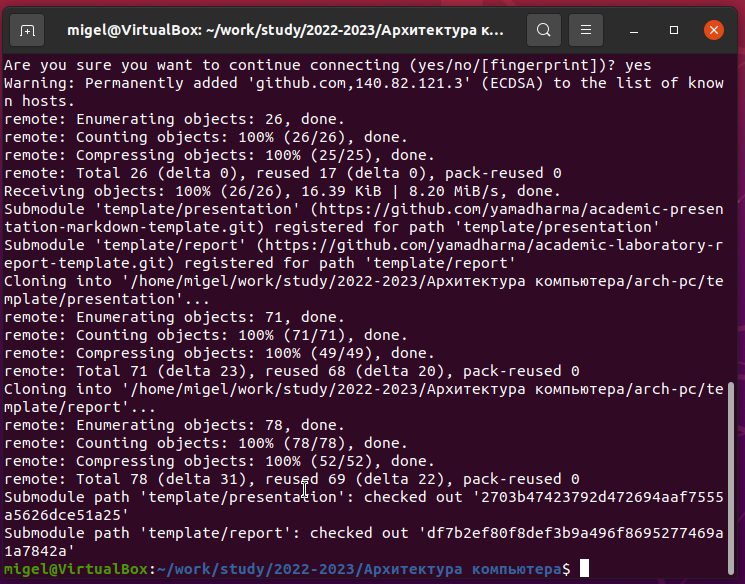 migel@VirtualBox: ~/work/study/2022-2023/Архитектура к...
Are you sure you want to continue connecting (yes/no/[fingerprint])? yes
Warning: Permanently added 'github.com,140.82.121.3' (ECDSA) to the list of know
n hosts.
remote: Enumerating objects: 26, done.
remote: Counting objects: 100% (26/26), done.
remote: Compressing objects: 100% (25/25), done.
remote: Total 26 (delta 0), reused 17 (delta 0), pack-reused 0
Receiving objects: 100% (26/26), 16.39 KiB | 8.20 MiB/s, done.
Submodule 'template/presentation' (https://github.com/yamadharma/academic-presen
tation-markdown-template.git) registered for path 'template/presentation'
Submodule 'template/report' (https://github.com/yamadharma/academic-laboratory-r
eport-template.git) registered for path 'template/report'
Cloning into '/home/migel/work/study/2022-2023/Архитектура компьютера/arch-pc/te
mplate/presentation'...
remote: Enumerating objects: 71, done.
remote: Counting objects: 100% (71/71), done.
remote: Compressing objects: 100% (49/49), done.
remote: Total 71 (delta 23), reused 68 (delta 20), pack-reused 0
Cloning into '/home/migel/work/study/2022-2023/Архитектура компьютера/arch-pc/te
mplate/report'...
remote: Enumerating objects: 78, done.
remote: Counting objects: 100% (78/78), done.
remote: Compressing objects: 100% (52/52), done.
remote: Total 78 (delta 31), reused 69 (delta 22), pack-reused 0
Submodule path 'template/presentation': checked out '2703b47423792d472694aaf7555
a5626dce51a25'
Submodule path 'template/report': checked out 'df7b2ef80f8def3b9a496f8695277469a
1a7842a'
migel@VirtualBox:~/work/study/2022-2023/Архитектура компьютера$